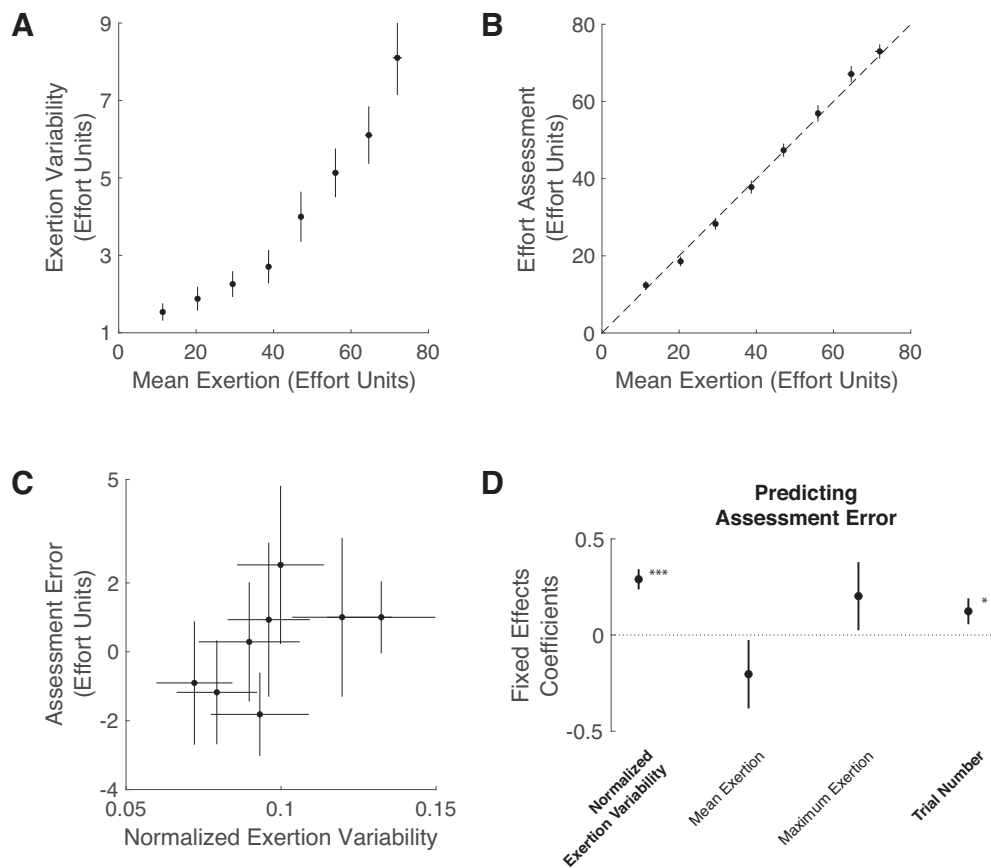 A
9
7
5
3
1
0
20
40
60
80
Exertion Variability
(Effort Units)
Mean Exertion (Effort Units)
B
80
60
40
20
0
0
20
40
60
80
Effort Assessment
(Effort Units)
Mean Exertion (Effort Units)
C
5
2
0
-2
-4
0.05
0.1
0.15
Assessment Error
(Effort Units)
Normalized Exertion Variability
D
Predicting
Assessment Error
0.5
0
-0.5
Fixed Effects
Coefficients
***
*
Normalized
Exertion Variability
Mean Exertion
Maximum Exertion
Trial Number